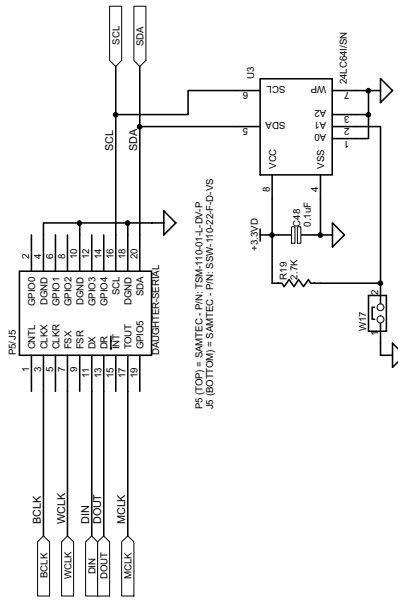 SCL
SDA
SCL
SDA
U3
24LC64I/SN
6
SCL
WP
7
5
SDA
A2
3
A1
2
A0
1
8
VCC
VSS
4
+3.3VD
C48
0.1uF
R19
2.7K
W17
1
2
P5/J5
DAUGHTER-SERIAL
1 CNTL GPIO0 2
3 CLKX DGND 4
5 CLKR GPIO1 6
7 FSX GPIO2 8
9 FSR DGND 10
11 DX GPIO3 12
13 DR GPIO4 14
15 INT SCL 16
17 TOUT DGND 18
19 GPIO5 SDA 20
BCLK
WCLK
DIN
DOUT
MCLK
BCLK
WCLK
DIN
DOUT
MCLK
P5 (TOP) = SAMTEC - P/N: TSM-110-01-L-DV-P
J5 (BOTTOM) = SAMTEC - P/N: SSW-110-22-F-D-VS